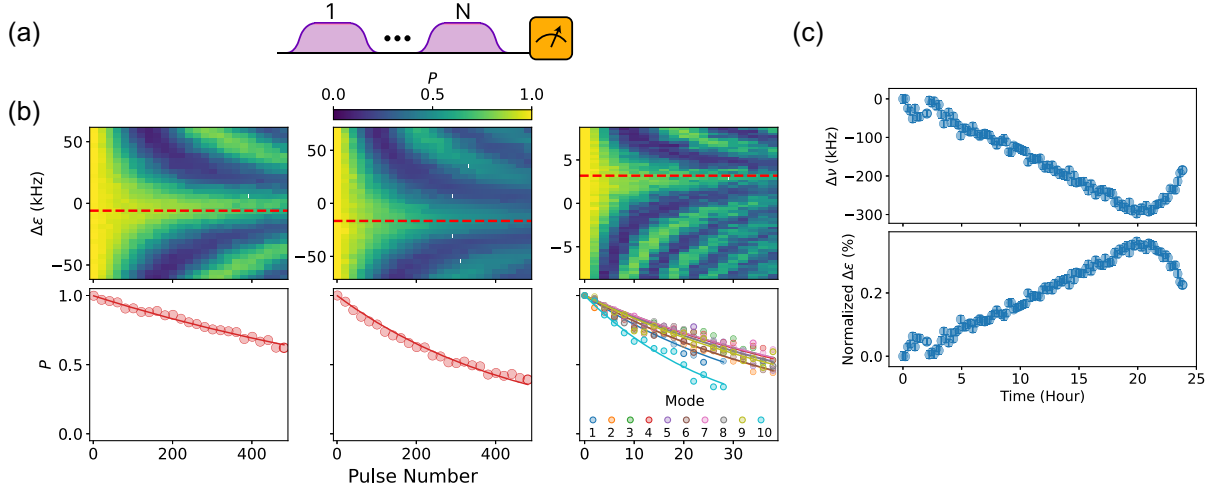 (a)
1 N
(c)
P
0.0 0.5 1.0
(b)
Δε (kHz)
50
0
−50
50
0
−50
5
0
−5
P
1.0
0.5
0.0
0 200 400
0 200 400
0 10 20 30
Mode
1 2 3 4 5 6 7 8 9 10
Pulse Number
Δν (kHz)
0
−100
−200
−300
Normalized Δε (%)
0.2
0.0
0 5 10 15 20 25
Time (Hour)